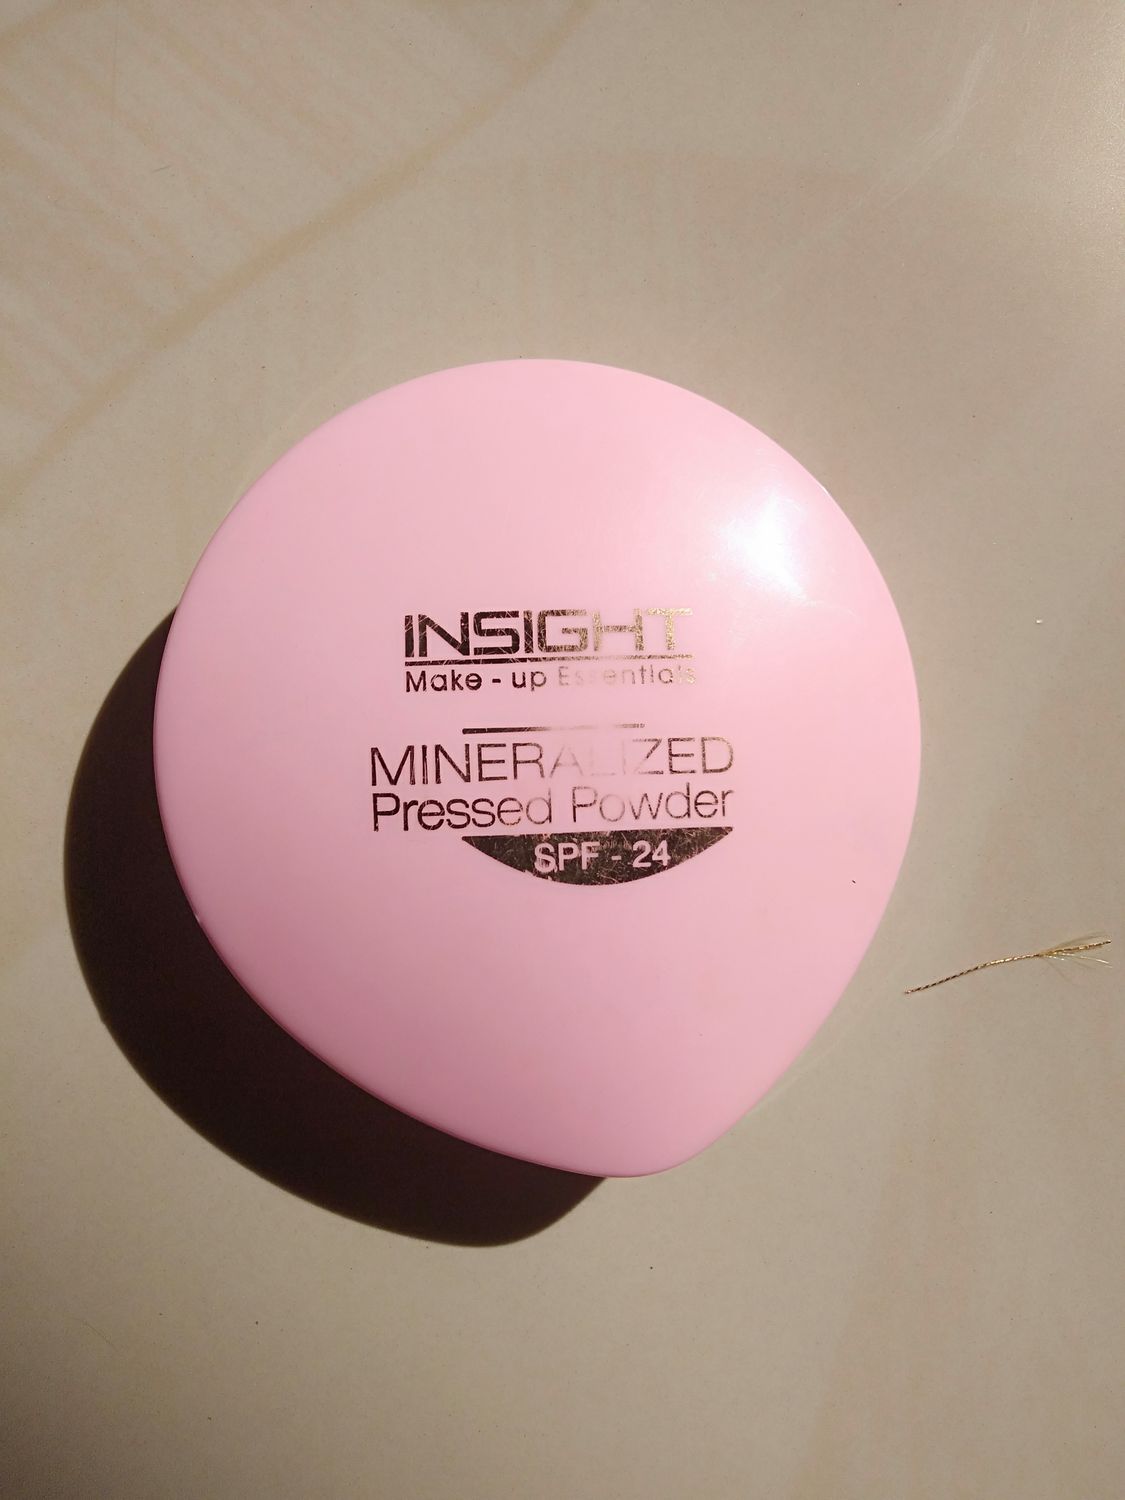 INSIGHT
Make - up Essentials
MINERALIZED
Pressed Powder
SPF - 24